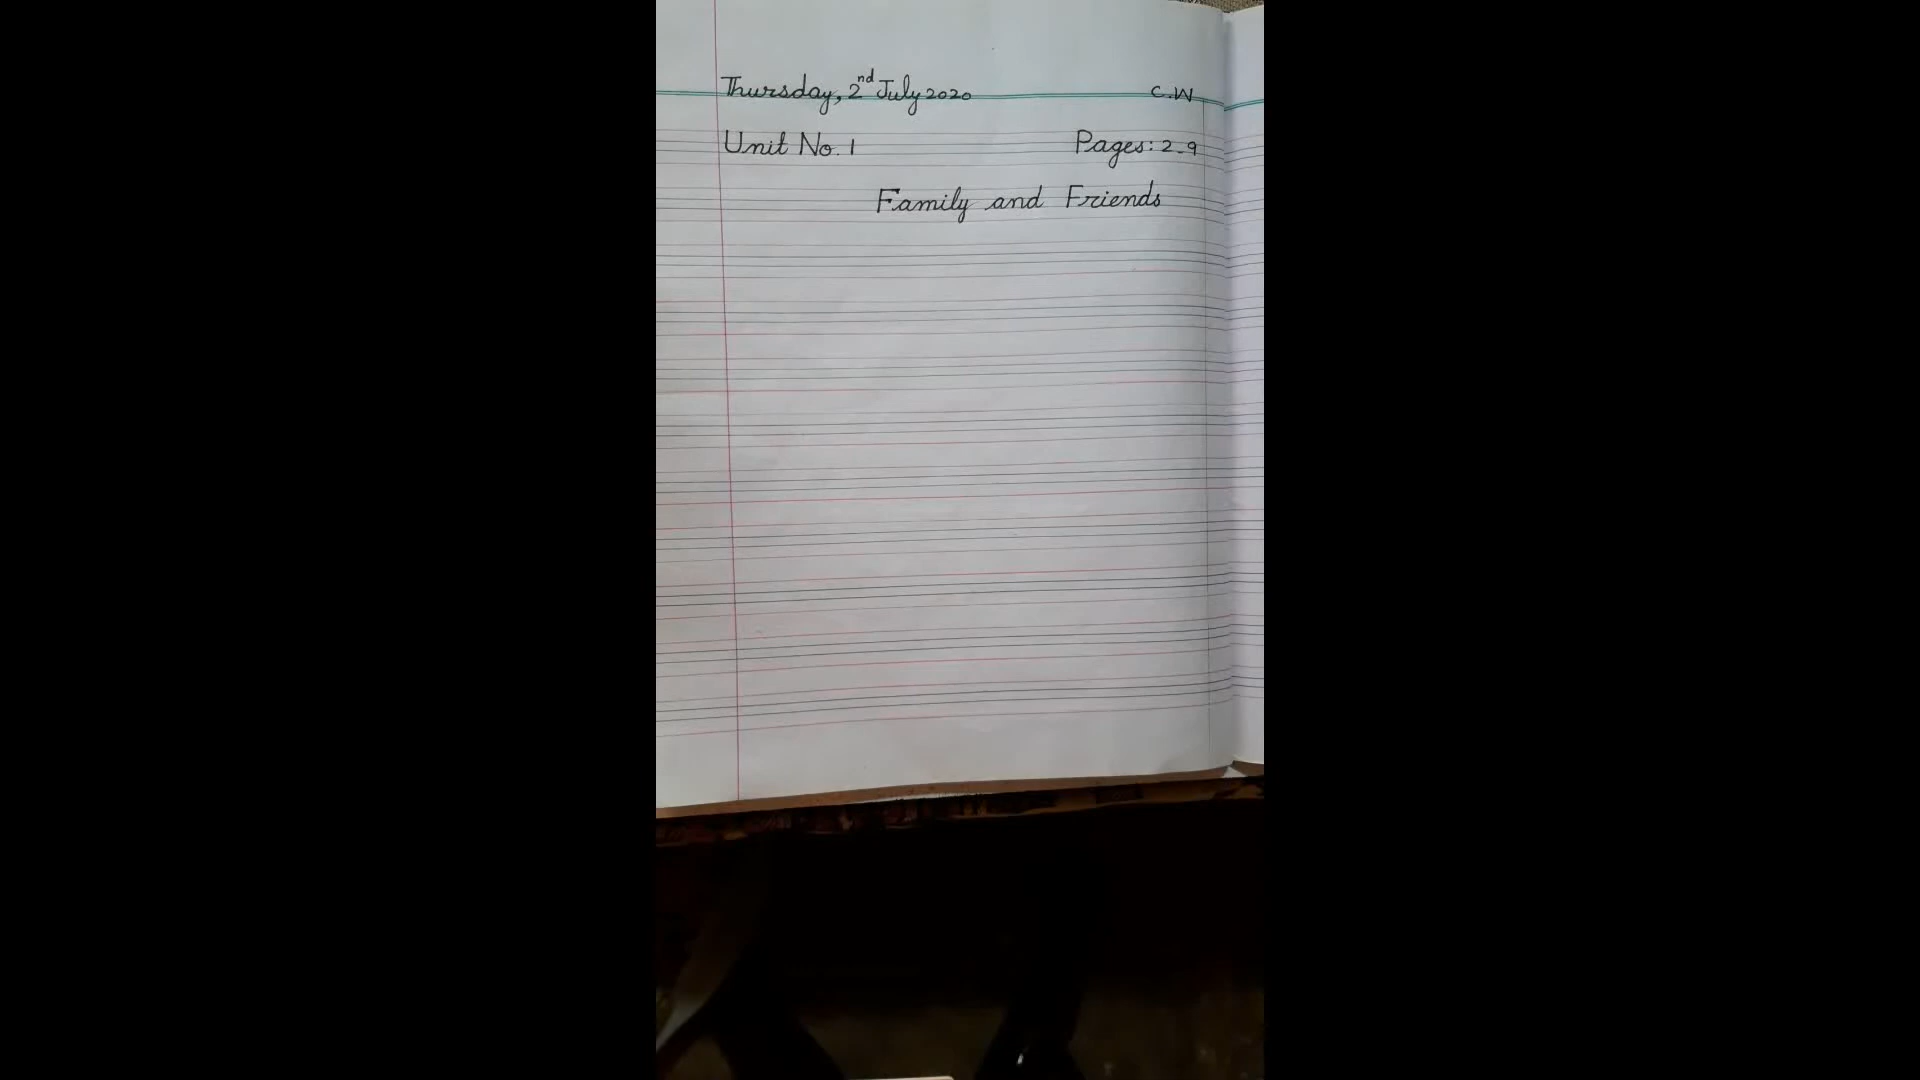 Thursday, 2nd July 2020 C.W
Unit No. 1 Pages: 2-9
Family and Friends